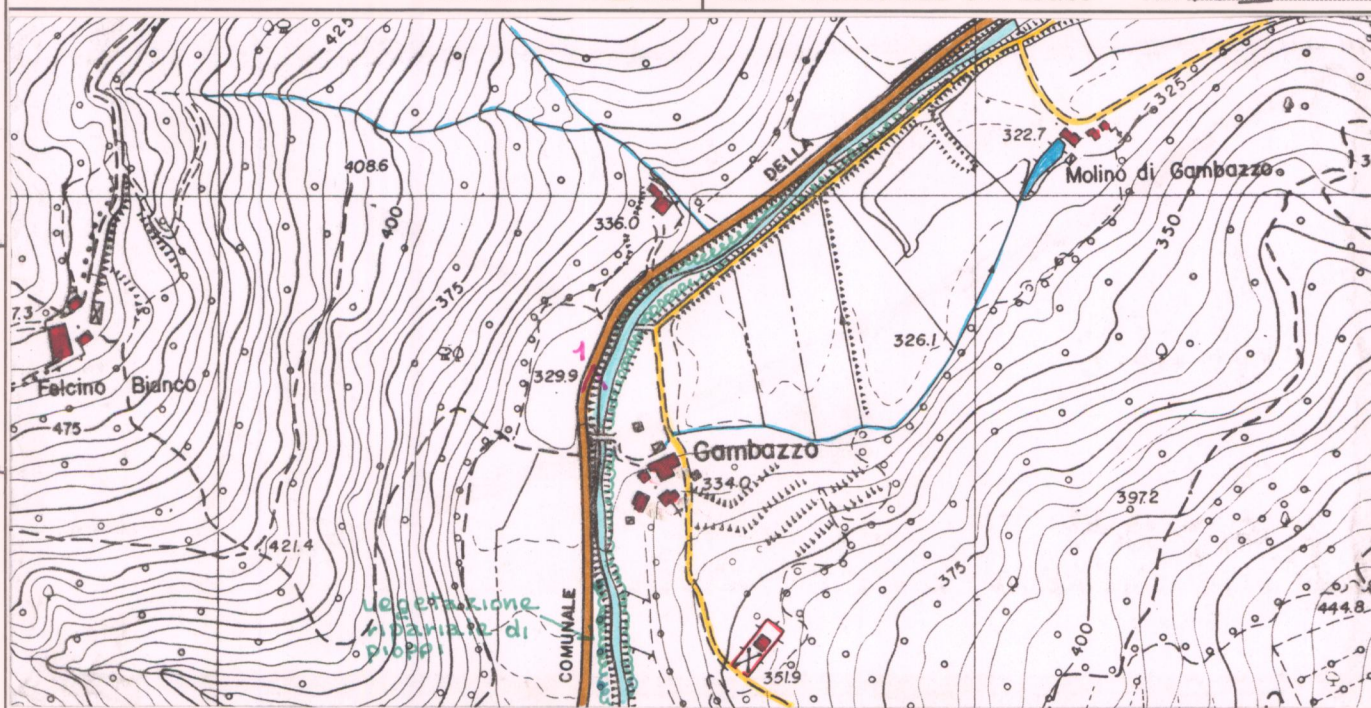 425
408.6
400
375
336.0
DELLA
322.7
325
Molino di Gambazzo
350
7.3
Felcino Bianco
475
1
329.9
326.1
Gambazzo
334.0
397.2
421.4
375
400
444.8
COMUNALE
vegetazione
ripariale di
pioppi
351.9